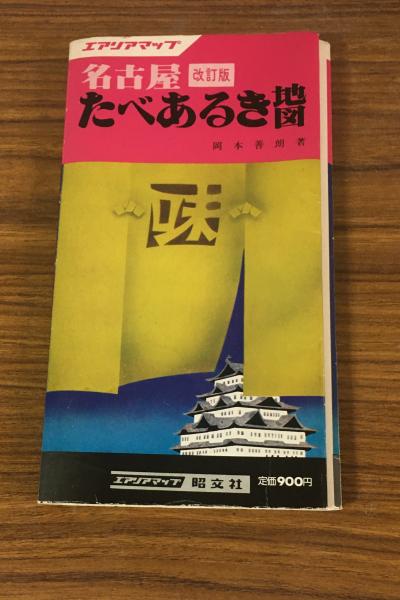 エアリアマップ
名古屋 改訂版
たべあるき地図
岡本善朗著
味
エアリアマップ 昭文社 定価900円